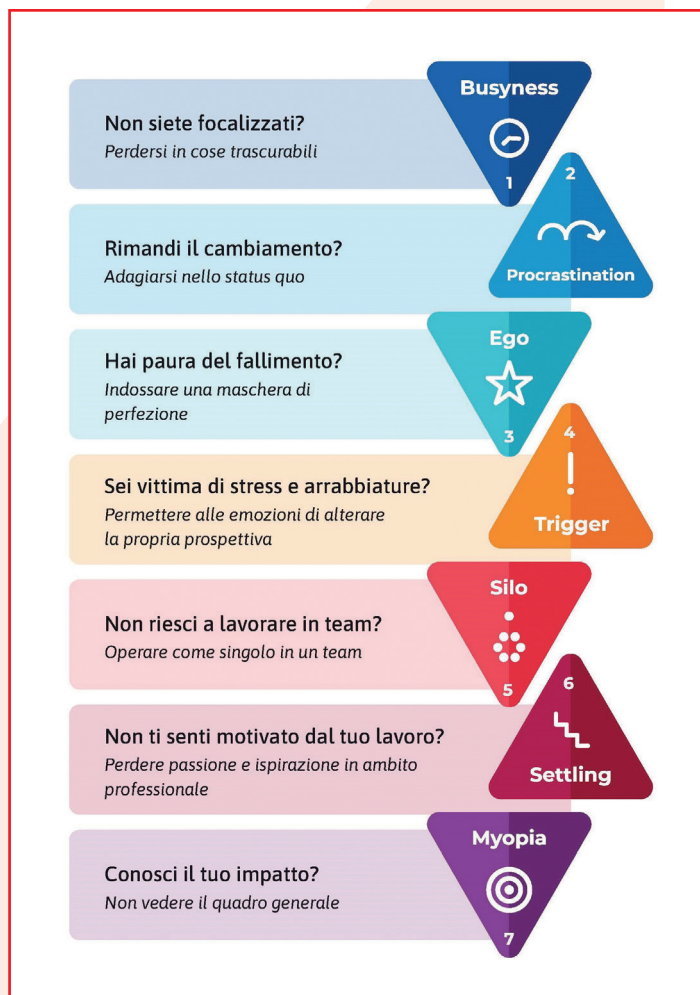 Busyness
Non siete focalizzati?
Perdersi in cose trascurabili
1
2
Rimandi il cambiamento?
Adagiarsi nello status quo
Procrastination
Ego
Hai paura del fallimento?
Indossare una maschera di
perfezione
3
4
Sei vittima di stress e arrabbiature?
Permettere alle emozioni di alterare
la propria prospettiva
Trigger
Silo
Non riesci a lavorare in team?
Operare come singolo in un team
5
6
Non ti senti motivato dal tuo lavoro?
Perdere passione e ispirazione in ambito
professionale
Settling
Myopia
Conosci il tuo impatto?
Non vedere il quadro generale
7